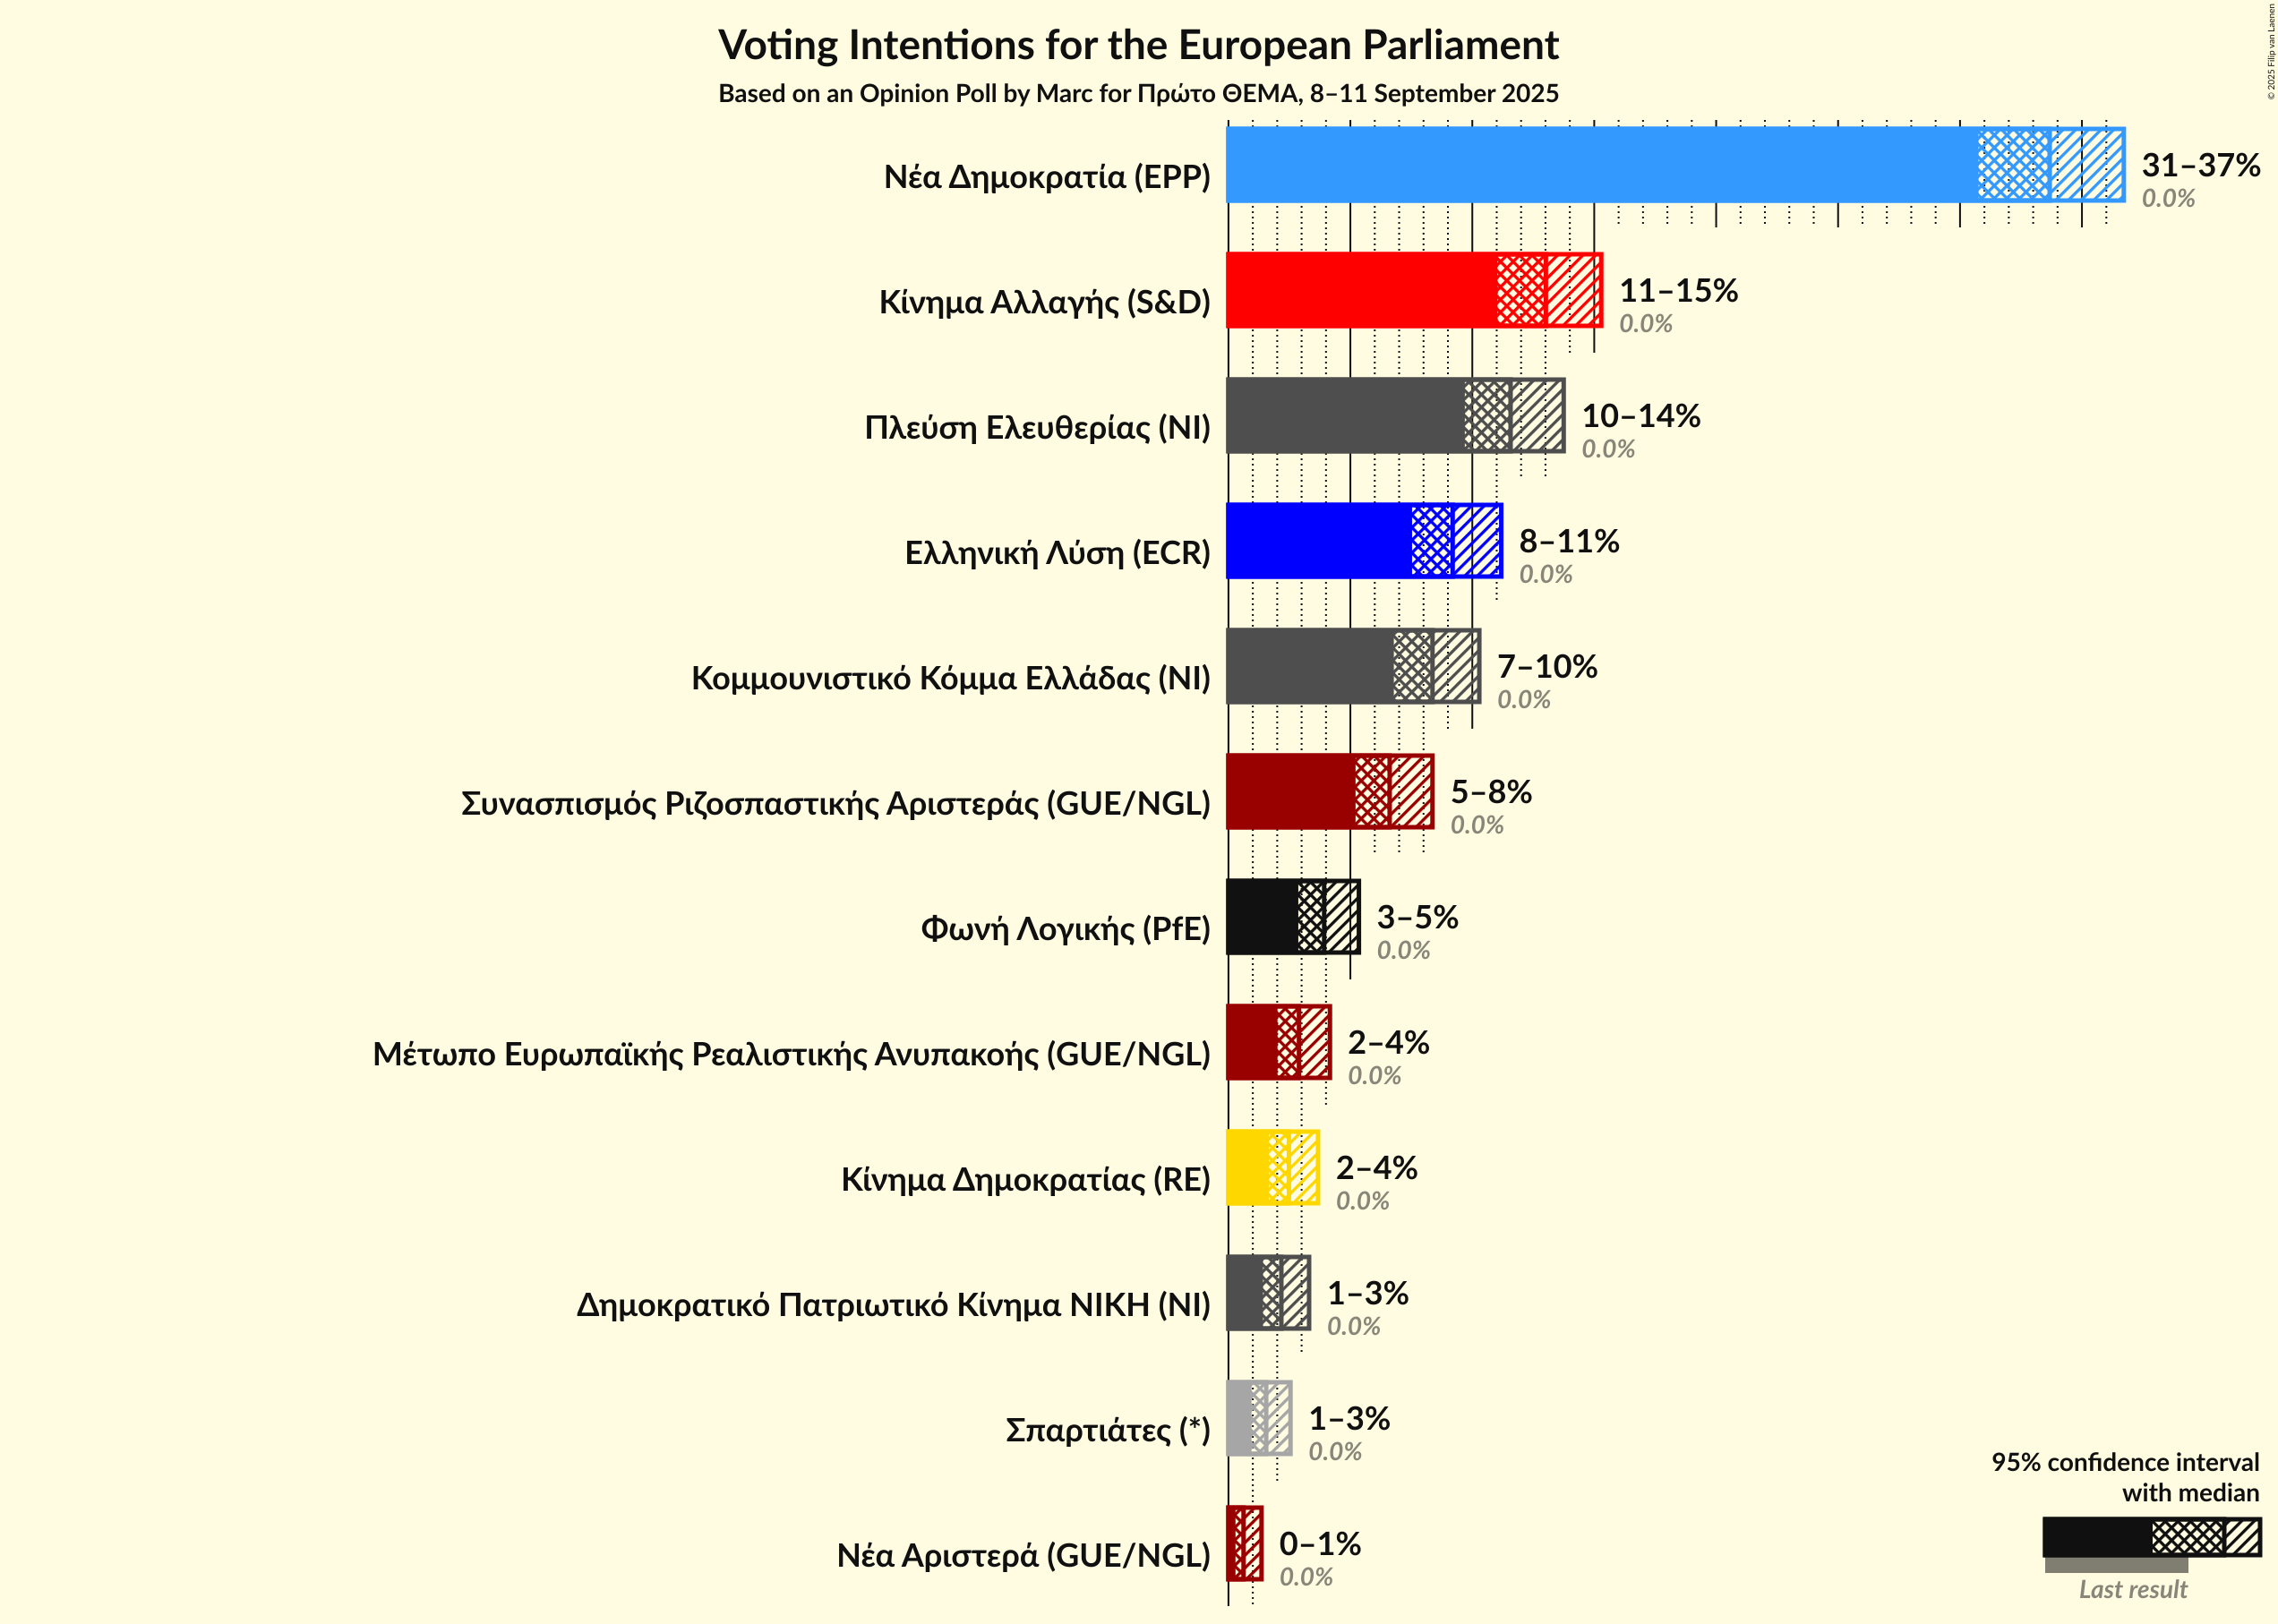 Voting Intentions for the European Parliament
Based on an Opinion Poll by Marc for Πρώτο ΘΕΜΑ, 8–11 September 2025
© 2025 Filip van Laenen
Νέα Δημοκρατία (EPP)
31–37%
0.0%
Κίνημα Αλλαγής (S&D)
11–15%
0.0%
Πλεύση Ελευθερίας (NI)
10–14%
0.0%
Ελληνική Λύση (ECR)
8–11%
0.0%
Κομμουνιστικό Κόμμα Ελλάδας (NI)
7–10%
0.0%
Συνασπισμός Ριζοσπαστικής Αριστεράς (GUE/NGL)
5–8%
0.0%
Φωνή Λογικής (PfE)
3–5%
0.0%
Μέτωπο Ευρωπαϊκής Ρεαλιστικής Ανυπακοής (GUE/NGL)
2–4%
0.0%
Κίνημα Δημοκρατίας (RE)
2–4%
0.0%
Δημοκρατικό Πατριωτικό Κίνημα ΝΙΚΗ (NI)
1–3%
0.0%
Σπαρτιάτες (*)
1–3%
0.0%
Νέα Αριστερά (GUE/NGL)
0–1%
0.0%
95% confidence interval
with median
Last result